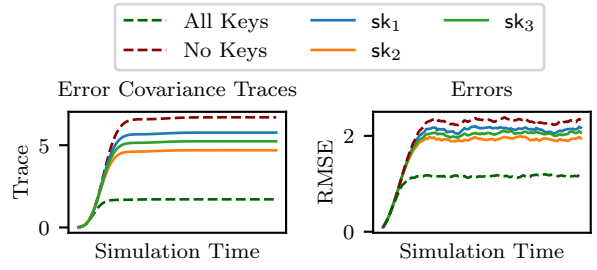 All Keys sk₁ sk₃
No Keys sk₂
Error Covariance Traces
Errors
5
0
Trace
Simulation Time
2
0
RMSE
Simulation Time